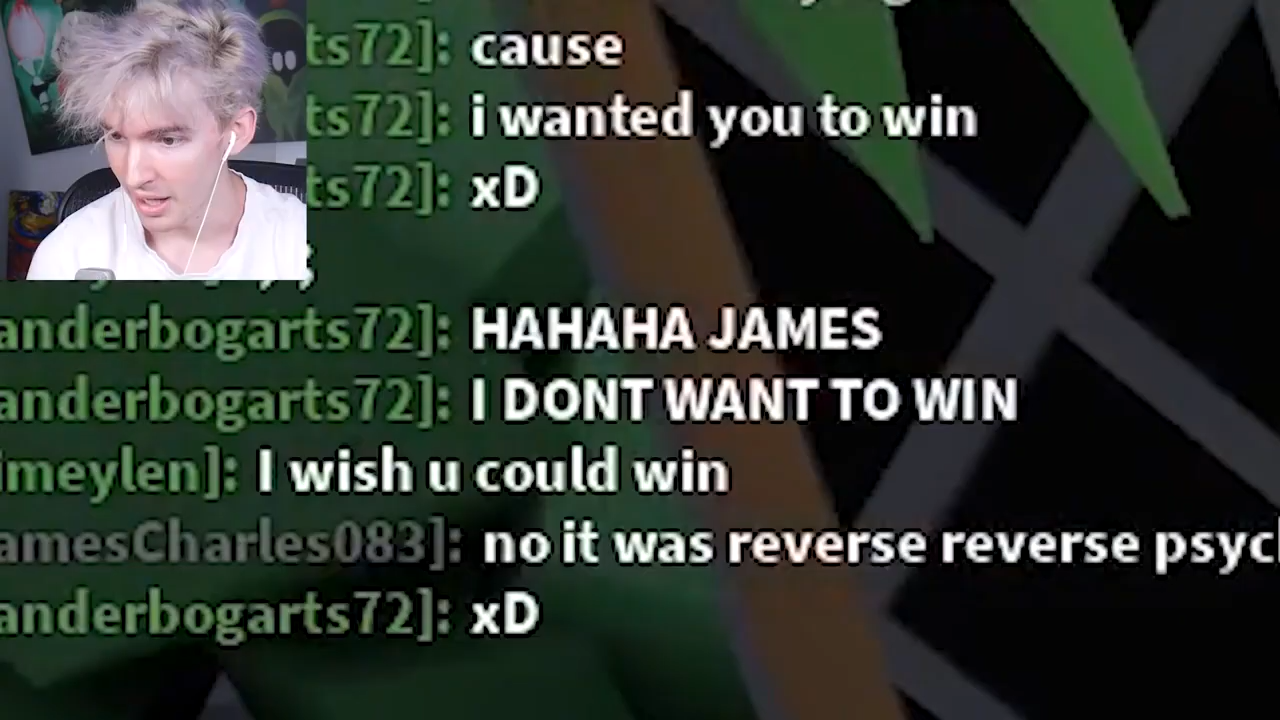 ts72]: cause
ts72]: i wanted you to win
ts72]: xD
anderbogarts72]: HAHAHA JAMES
anderbogarts72]: I DONT WANT TO WIN
imeylen]: I wish u could win
amesCharles083]: no it was reverse reverse psycl
anderbogarts72]: xD